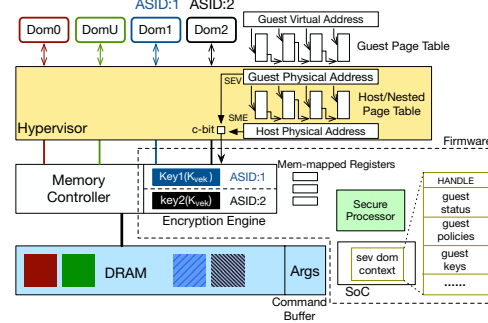 ASID:1 ASID:2
Dom0 DomU Dom1 Dom2
Guest Virtual Address
Guest Page Table
SEV
Guest Physical Address
Host/Nested
Page Table
SME
Hypervisor
c-bit
Host Physical Address
Firmware
Mem-mapped Registers
Memory
Controller
Key1(Kvek) ASID:1
key2(Kvek) ASID:2
Encryption Engine
Secure
Processor
HANDLE
guest
status
guest
policies
guest
keys
......
sev dom
context
SoC
DRAM
Args
Command
Buffer